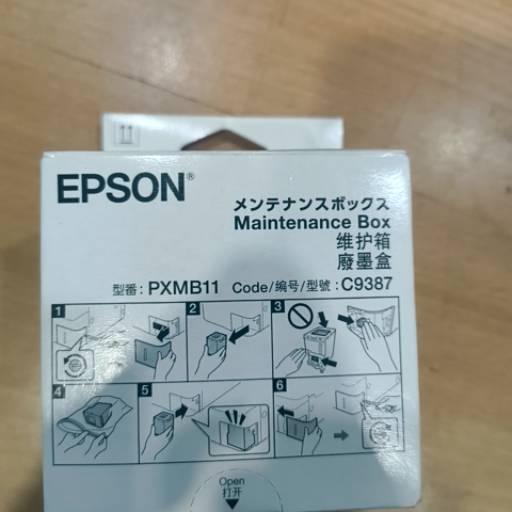 EPSON®
メンテナンスボックス
Maintenance Box
维护箱
廢墨盒
型番: PXMB11 Code/编号/型號: C9387
1 2 3
4 5 6
Open
打开